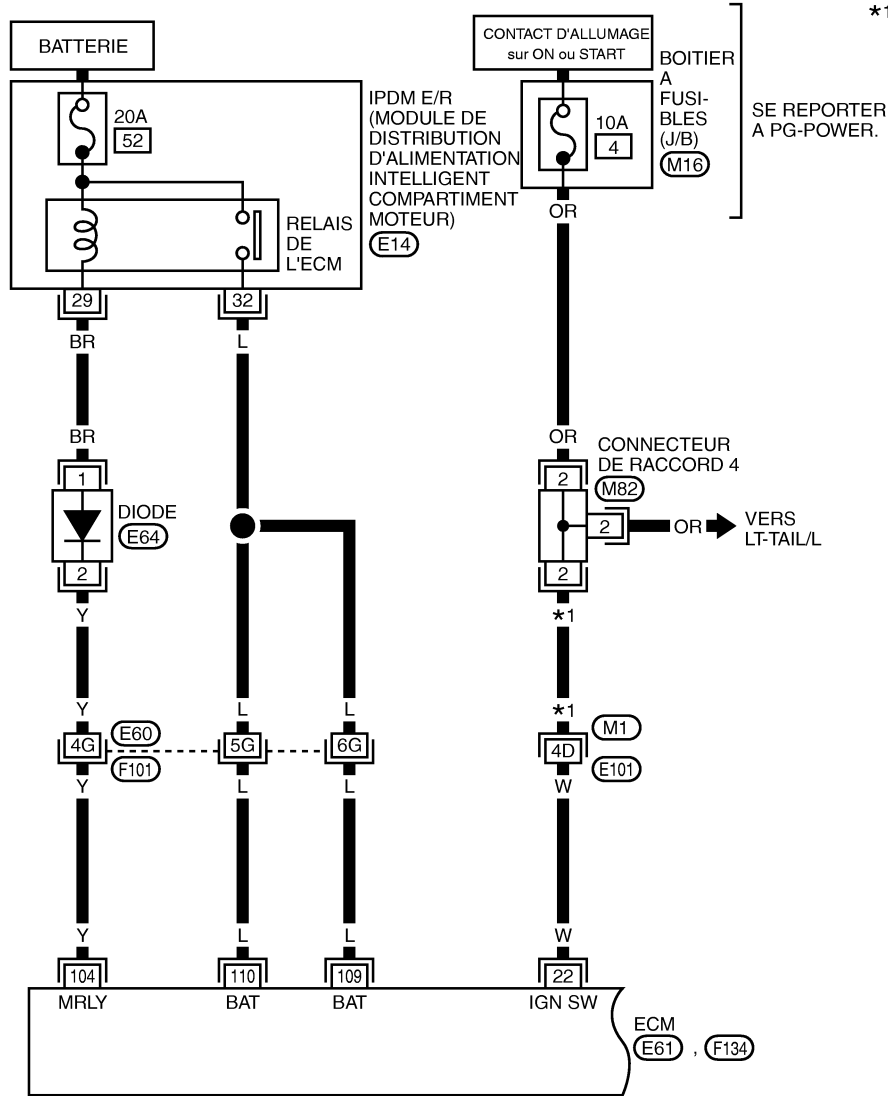 *1
BATTERIE
CONTACT D'ALLUMAGE
sur ON ou START
20A
52
IPDM E/R
(MODULE DE
DISTRIBUTION
D'ALIMENTATION
INTELLIGENT
COMPARTIMENT
MOTEUR)
E14
RELAIS
DE
L'ECM
10A
4
BOITIER
A
FUSI-
BLES
(J/B)
M16
SE REPORTER
A PG-POWER.
29
32
BR
L
OR
BR
OR
1
DIODE
E64
2
2
CONNECTEUR
DE RACCORD 4
M82
2
OR
VERS
LT-TAIL/L
2
Y
*1
Y
L
L
*1
4G
E60
F101
5G
6G
4D
M1
E101
Y
L
L
W
Y
L
L
W
104
110
109
22
MRLY
BAT
BAT
IGN SW
ECM
E61 , F134